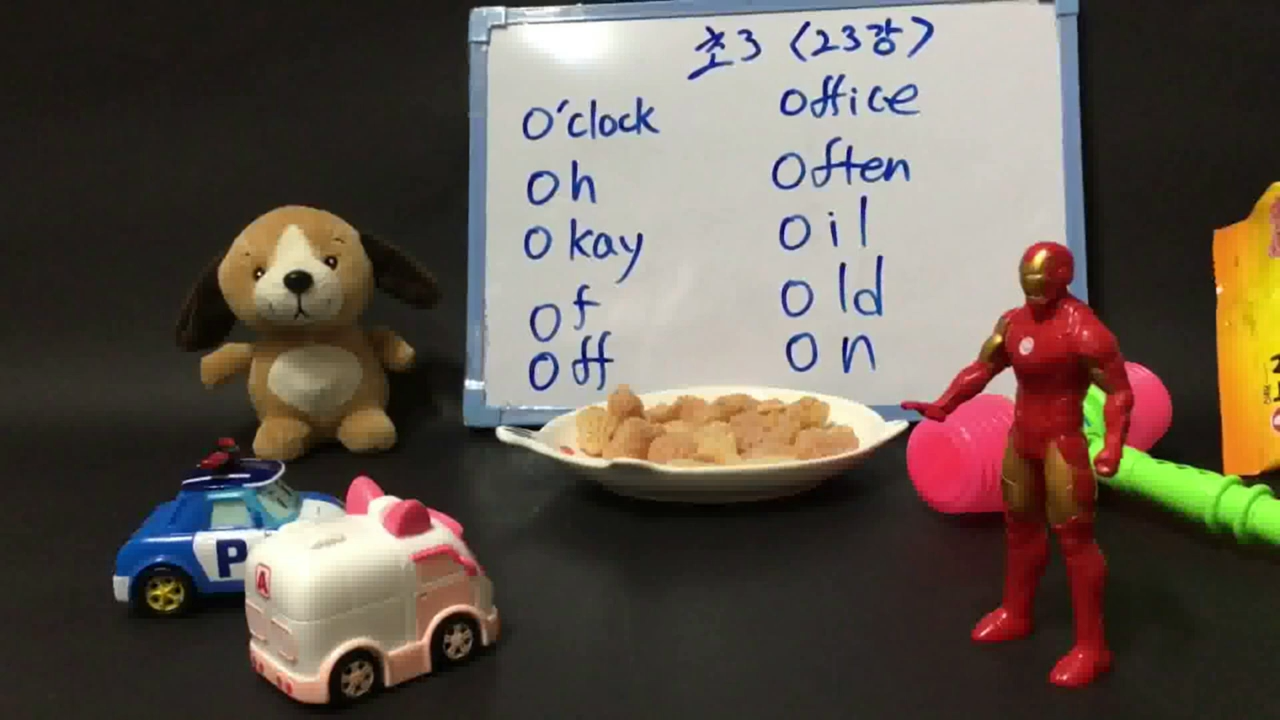 초3 <23강>
O'clock
Oh
Okay
Of
Off
Office
Often
Oil
Old
On
P
A